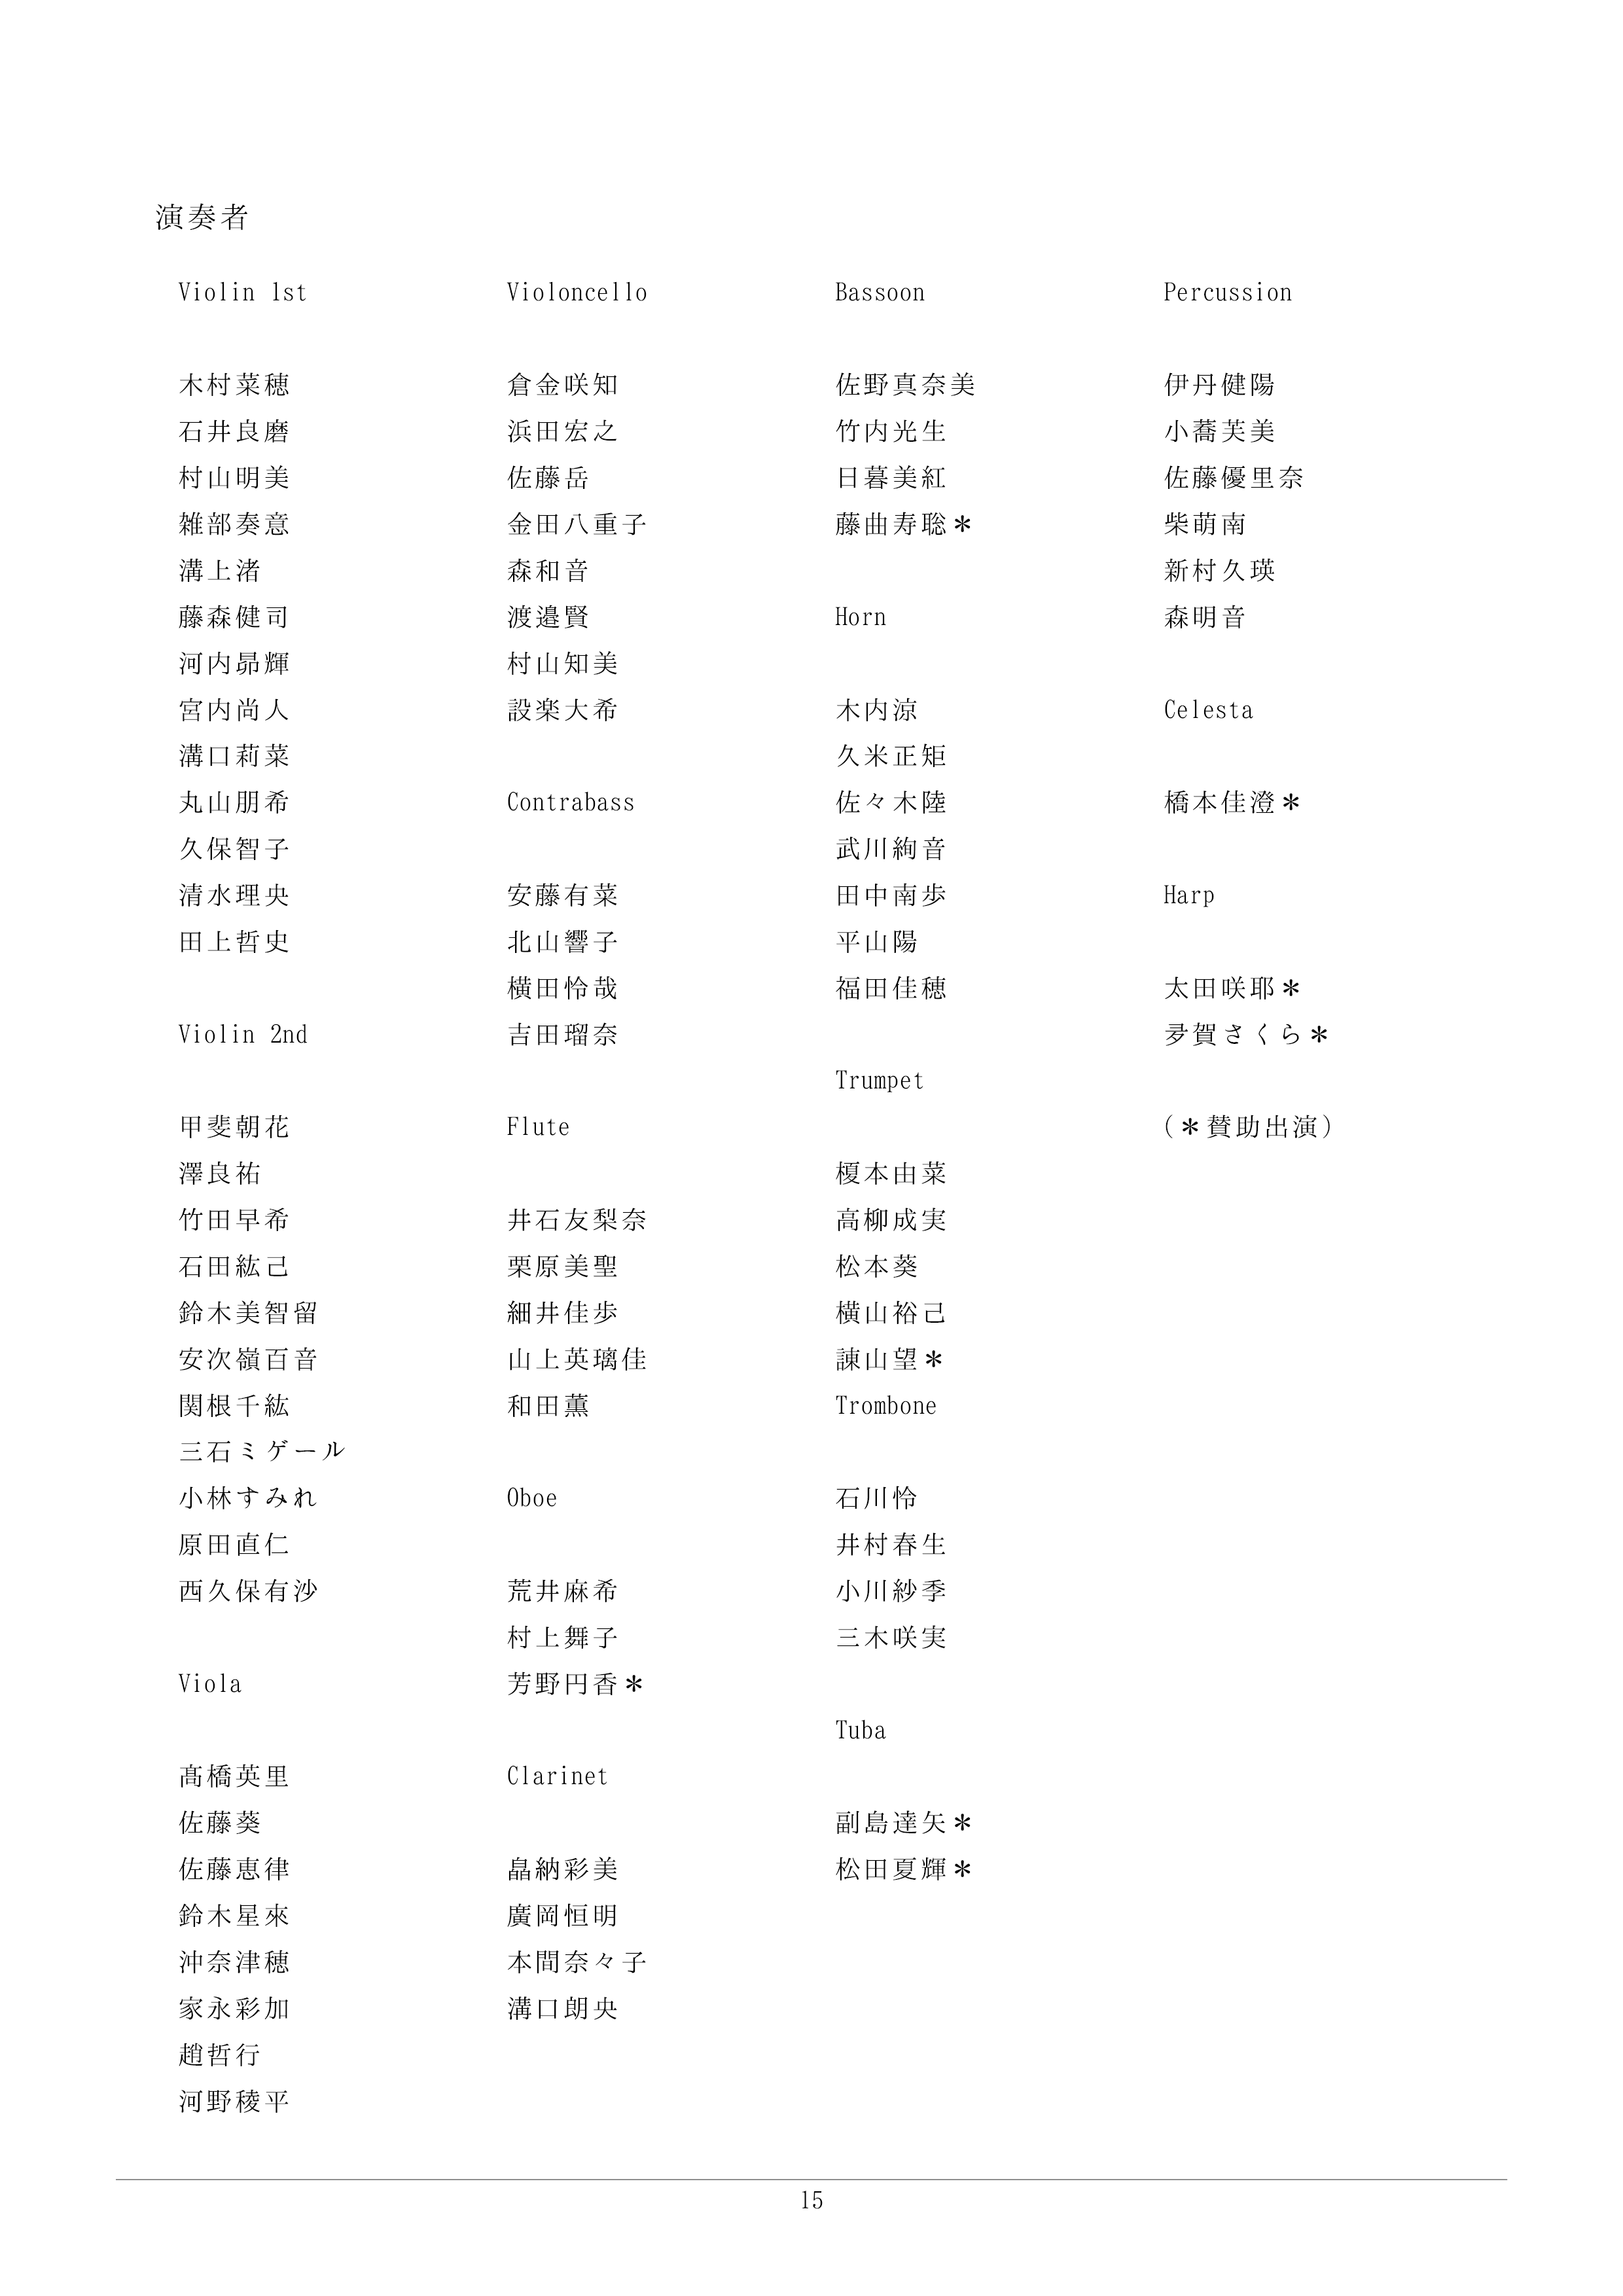 演奏者
Violin 1st
木村菜穂
石井良磨
村山明美
雑部奏意
溝上渚
藤森健司
河内昴輝
宮内尚人
溝口莉菜
丸山朋希
久保智子
清水理央
田上哲史
Violin 2nd
甲斐朝花
澤良祐
竹田早希
石田紘己
鈴木美智留
安次嶺百音
関根千紘
三石ミゲール
小林すみれ
原田直仁
西久保有沙
Viola
髙橋英里
佐藤葵
佐藤恵律
鈴木星來
沖奈津穂
家永彩加
趙哲行
河野稜平
Violoncello
倉金咲知
浜田宏之
佐藤岳
金田八重子
森和音
渡邉賢
村山知美
設楽大希
Contrabass
安藤有菜
北山響子
横田怜哉
吉田瑠奈
Flute
井石友梨奈
栗原美聖
細井佳歩
山上英璃佳
和田薫
Oboe
荒井麻希
村上舞子
芳野円香＊
Clarinet
畠納彩美
廣岡恒明
本間奈々子
溝口朗央
Bassoon
佐野真奈美
竹内光生
日暮美紅
藤曲寿聡＊
Horn
木内涼
久米正矩
佐々木陸
武川絢音
田中南歩
平山陽
福田佳穂
Trumpet
榎本由菜
高柳成実
松本葵
横山裕己
諌山望＊
Trombone
石川怜
井村春生
小川紗季
三木咲実
Tuba
副島達矢＊
松田夏輝＊
Percussion
伊丹健陽
小蕎芙美
佐藤優里奈
柴萌南
新村久瑛
森明音
Celesta
橋本佳澄＊
Harp
太田咲耶＊
賀さくら＊
（＊賛助出演）
15